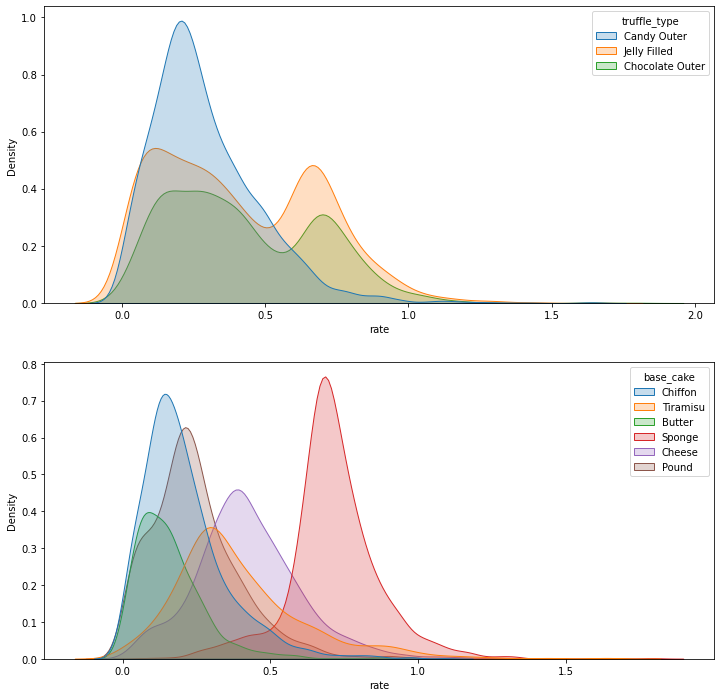 truffle_type
Candy Outer
Jelly Filled
Chocolate Outer
Density
1.0
0.8
0.6
0.4
0.2
0.0
0.0 0.5 1.0 1.5 2.0
rate
base_cake
Chiffon
Tiramisu
Butter
Sponge
Cheese
Pound
Density
0.8
0.7
0.6
0.5
0.4
0.3
0.2
0.1
0.0
0.0 0.5 1.0 1.5
rate